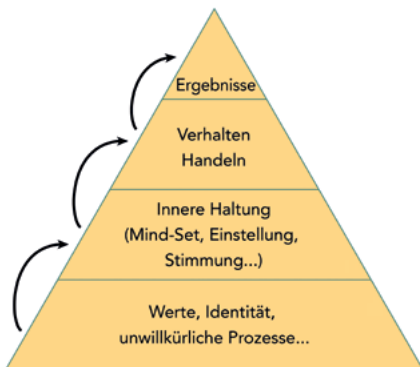 Ergebnisse
Verhalten
Handeln
Innere Haltung
(Mind-Set, Einstellung,
Stimmung...)
Werte, Identität,
unwillkürliche Prozesse...